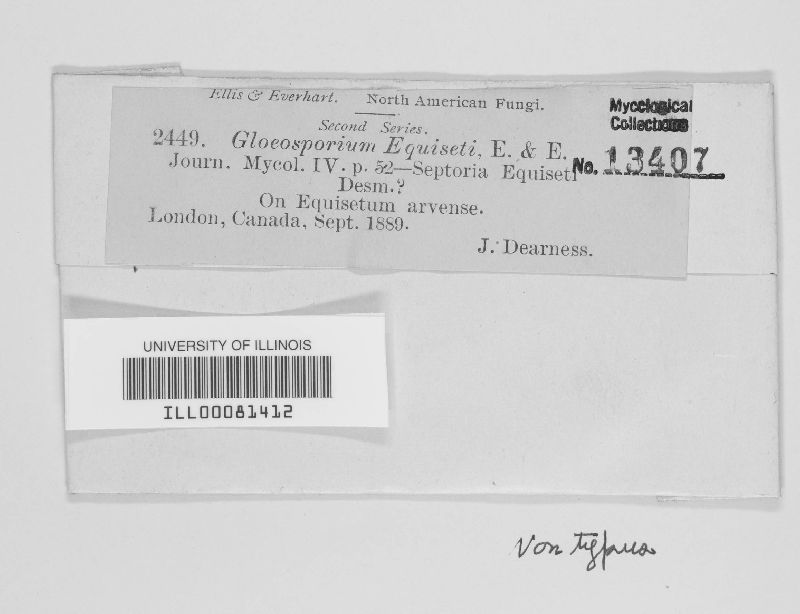 Ellis & Everhart. North American Fungi.
Second Series.
2449. Gloeosporium Equiseti, E. & E.
Journ. Mycol. IV. p. 52—Septoria Equiseti
Desm.?
On Equisetum arvense.
London, Canada, Sept. 1889.
J. Dearness.
Mycological
Collections
No. 13407
UNIVERSITY OF ILLINOIS
ILL00081412
Von